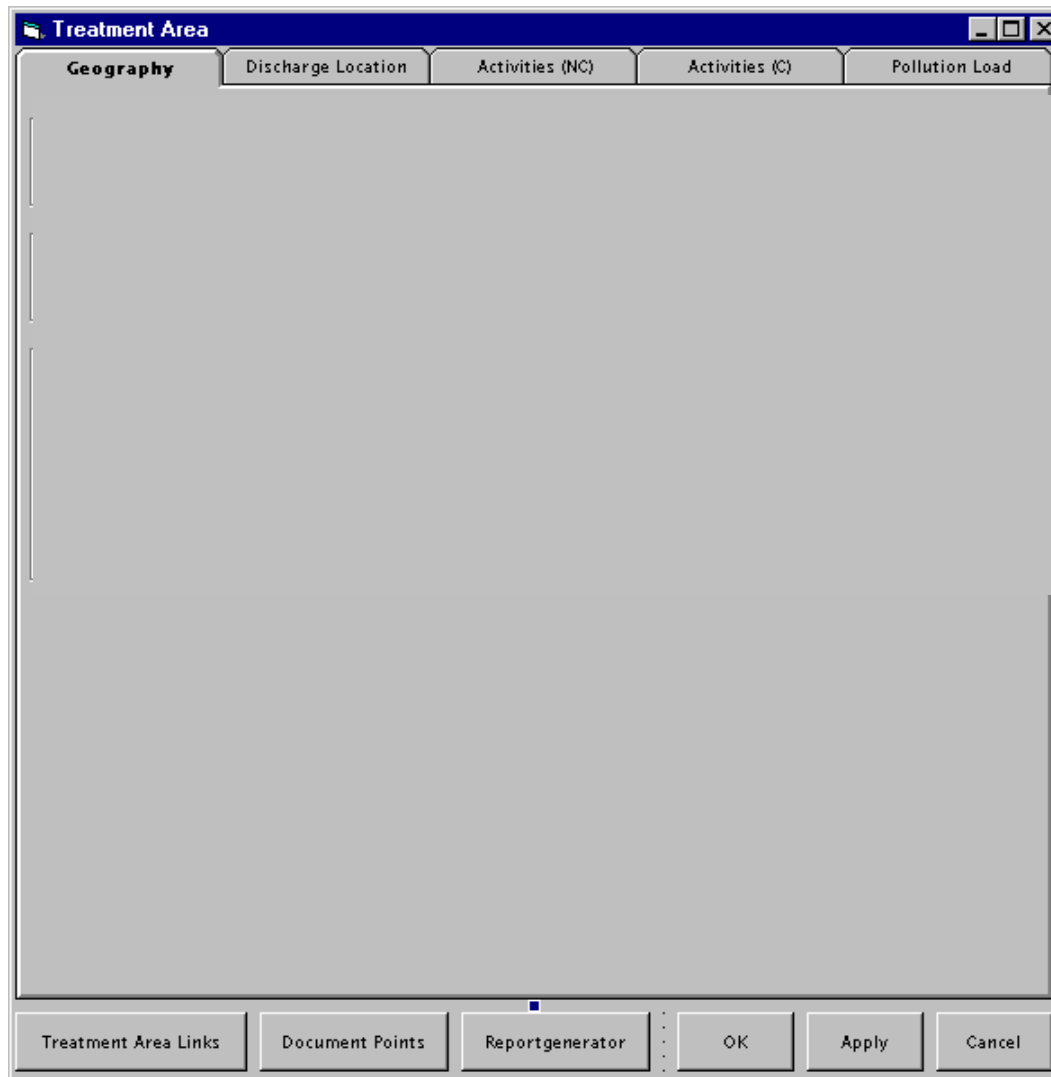 Treatment Area
Geography Discharge Location Activities (NC) Activities (C) Pollution Load
Treatment Area Links Document Points Reportgenerator OK Apply Cancel